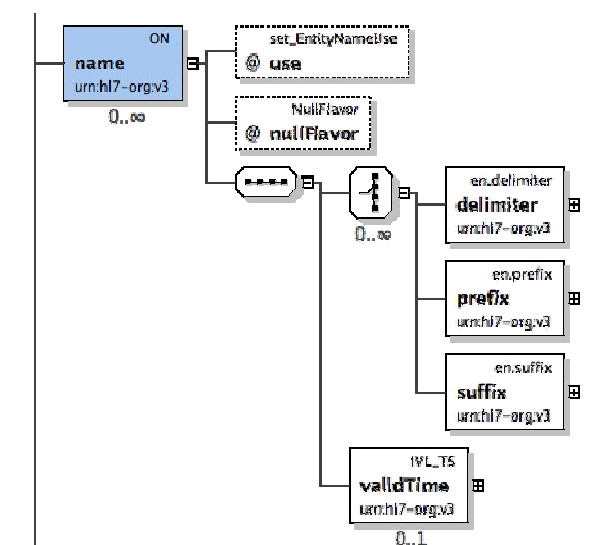 ON
name
urn:hl7-org:v3
0..∞
set_EntityNameUse
@ use
NullFlavor
@ nullFlavor
0..∞
en.delimiter
delimiter
urn:hl7-org:v3
en.prefix
prefix
urn:hl7-org:v3
en.suffix
suffix
urn:hl7-org:v3
IVL_TS
validTime
urn:hl7-org:v3
0..1